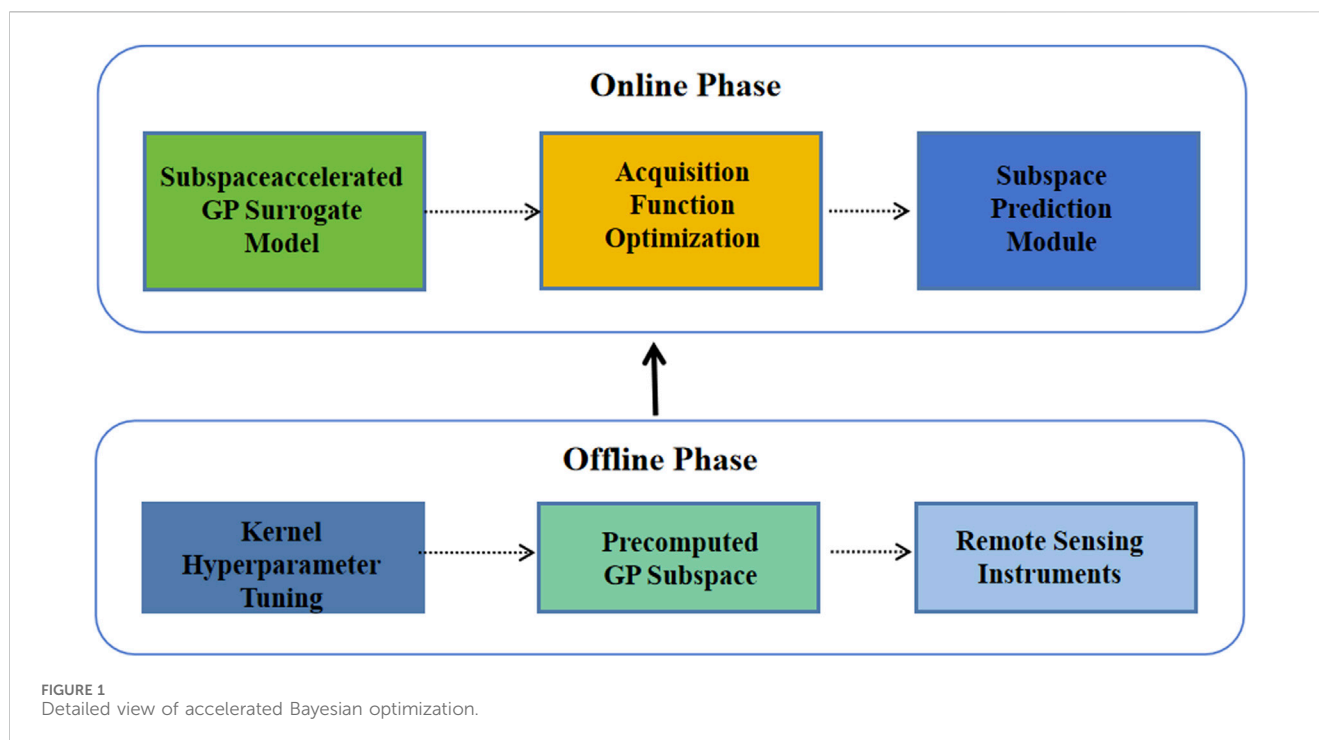 Online Phase
Subspaceaccelerated
GP Surrogate
Model
Acquisition
Function
Optimization
Subspace
Prediction
Module
Offline Phase
Kernel
Hyperparameter
Tuning
Precomputed
GP Subspace
Remote Sensing
Instruments
FIGURE 1
Detailed view of accelerated Bayesian optimization.